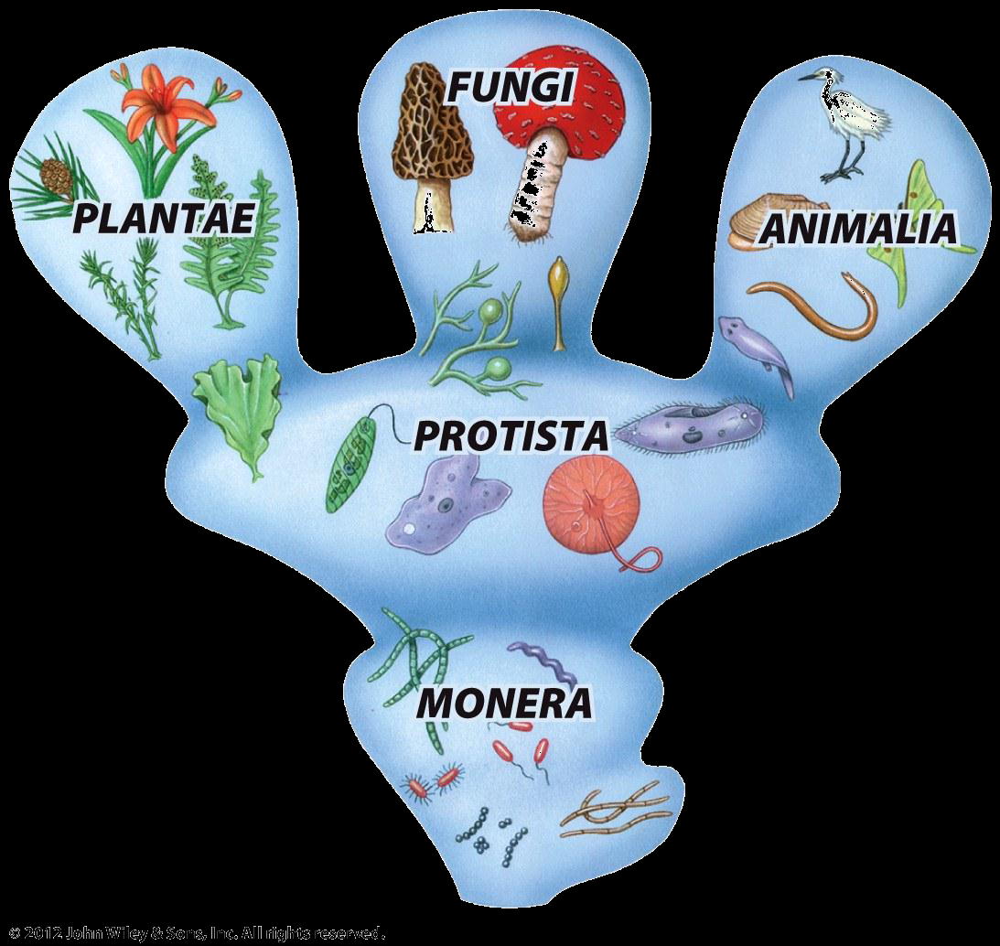 FUNGI
PLANTAE
ANIMALIA
PROTISTA
MONERA
© 2012 John Wiley & Sons, Inc. All rights reserved.